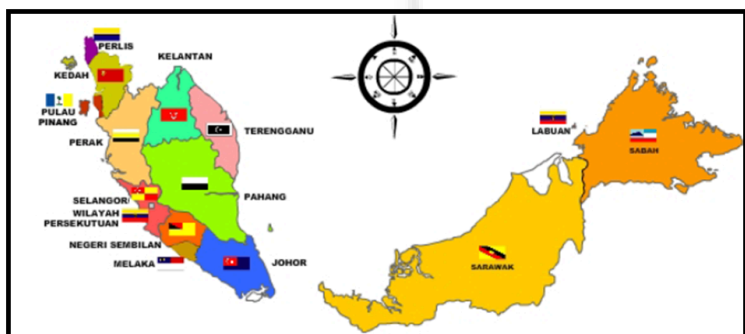 PERLIS
KEDAH
KELANTAN
PULAU
PINANG
PERAK
TERENGGANU
SELANGOR
PAHANG
WILAYAH
PERSEKUTUAN
NEGERI SEMBILAN
MELAKA
JOHOR
LABUAN
SABAH
SARAWAK